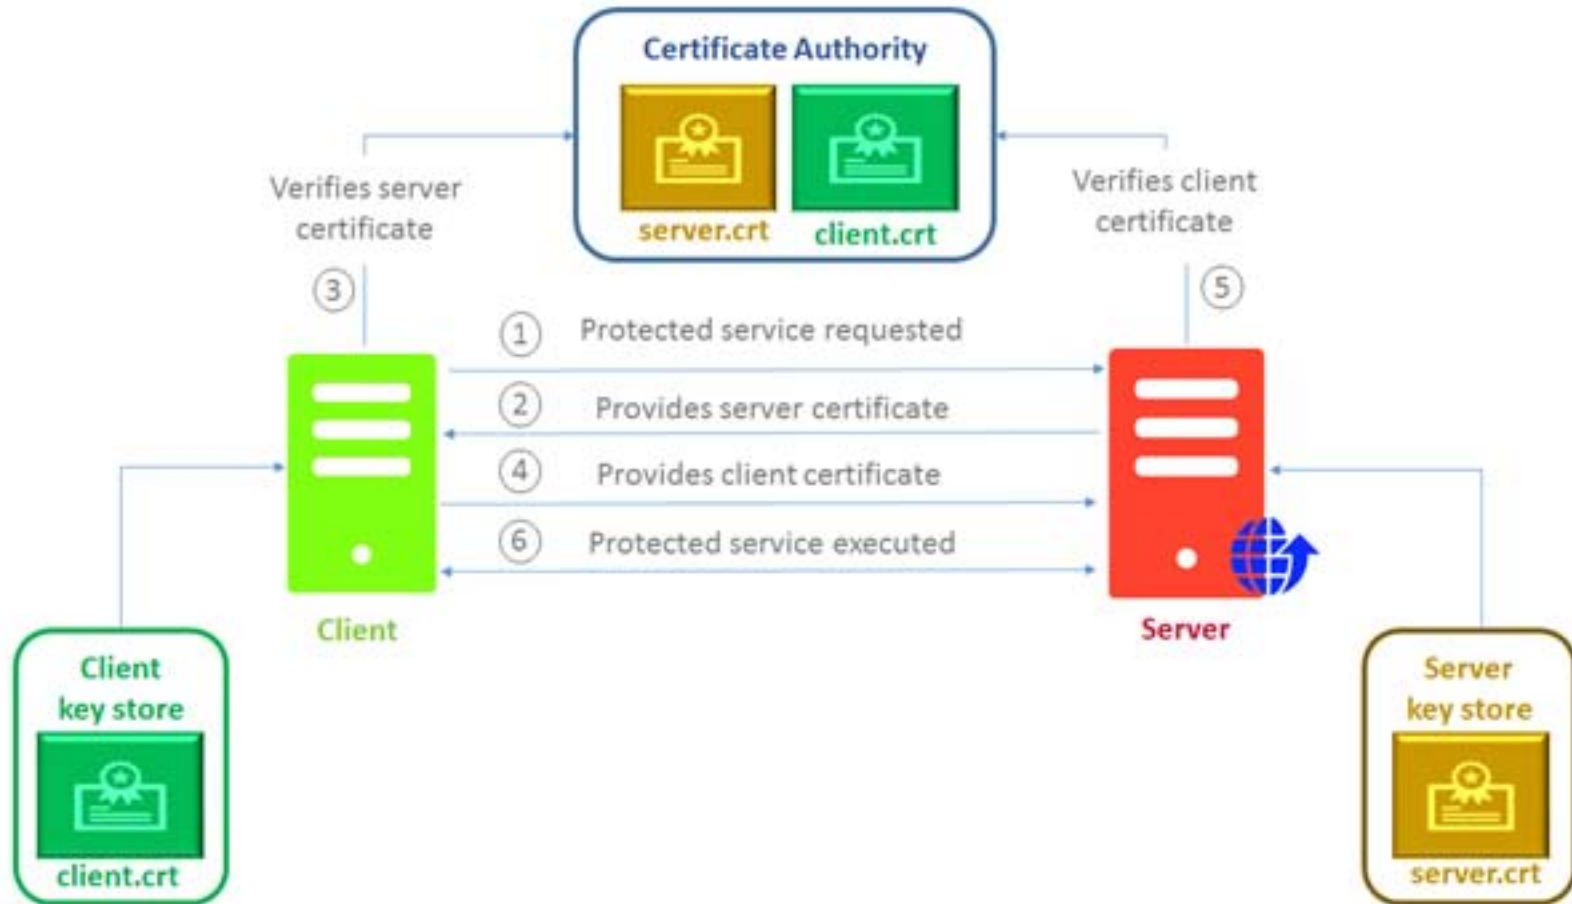 Certificate Authority
server.crt
client.crt
Verifies server
certificate
Verifies client
certificate
3
5
1
Protected service requested
2
Provides server certificate
4
Provides client certificate
6
Protected service executed
Client
Server
Client
key store
client.crt
Server
key store
server.crt